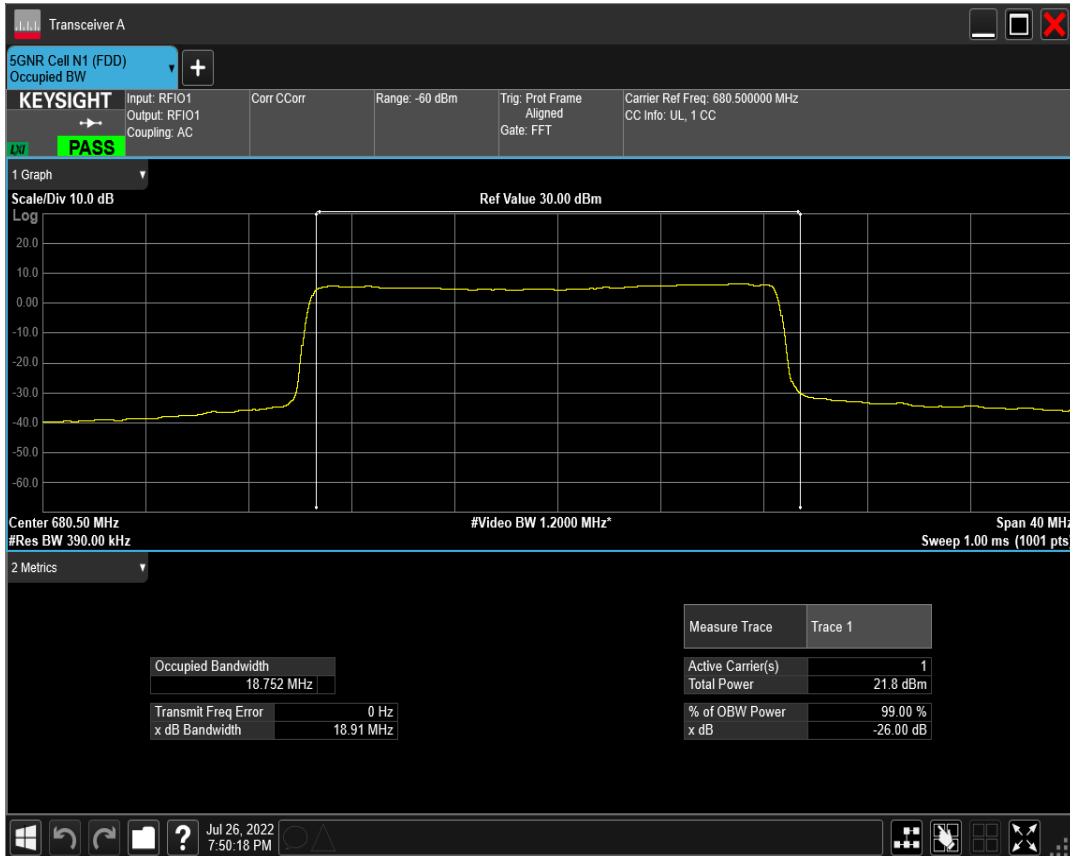 Transceiver A
5GNR Cell N1 (FDD)
Occupied BW
+
KEYSIGHT
LXI
PASS
Input: RFIO1
Output: RFIO1
Coupling: AC
Corr CCorr
Range: -60 dBm
Trig: Prot Frame
Aligned
Gate: FFT
Carrier Ref Freq: 680.500000 MHz
CC Info: UL, 1 CC
1 Graph
Scale/Div 10.0 dB
Ref Value 30.00 dBm
Log
20.0
10.0
0.00
-10.0
-20.0
-30.0
-40.0
-50.0
-60.0
Center 680.50 MHz
#Video BW 1.2000 MHz*
Span 40 MHz
#Res BW 390.00 kHz
Sweep 1.00 ms (1001 pts)
2 Metrics
Measure Trace Trace 1
Occupied Bandwidth
18.752 MHz
Transmit Freq Error 0 Hz
x dB Bandwidth 18.91 MHz
Active Carrier(s) 1
Total Power 21.8 dBm
% of OBW Power 99.00 %
x dB -26.00 dB
?
Jul 26, 2022
7:50:18 PM